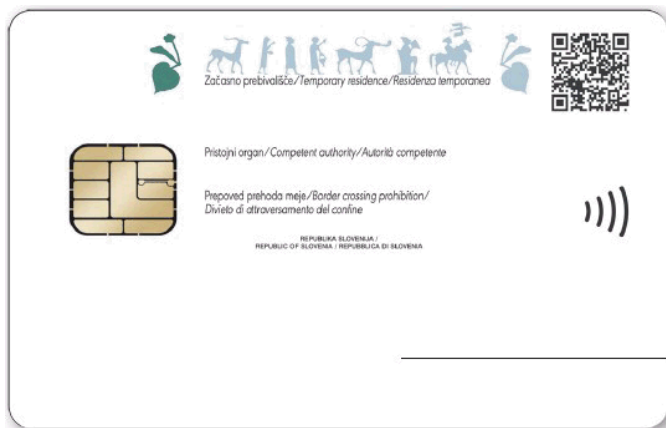 Začasno prebivališče/Temporary residence/Residenza temporanea
Pristojni organ/Competent authority/Autorità competente
Prepoved prehoda meje/Border crossing prohibition/
Divieto di attraversamento del confine
REPUBLIKA SLOVENIJA /
REPUBLIC OF SLOVENIA / REPUBBLICA DI SLOVENIA